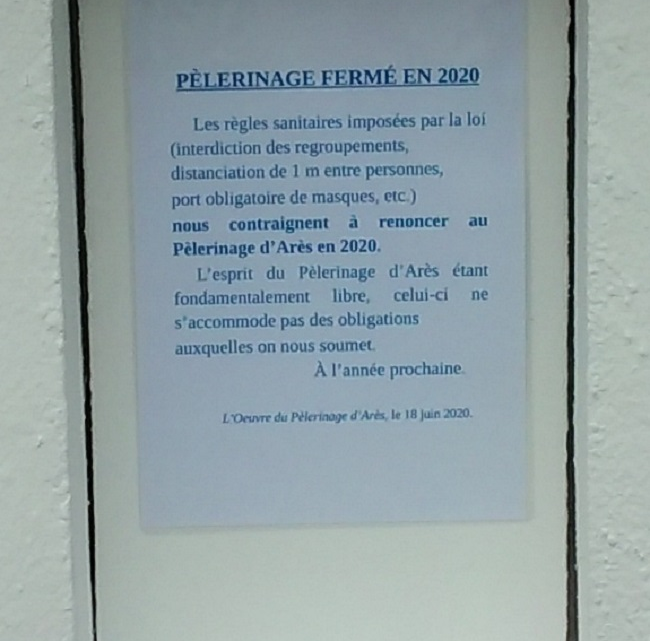 PÈLERINAGE FERMÉ EN 2020
Les règles sanitaires imposées par la loi
(interdiction des regroupements,
distanciation de 1 m entre personnes,
port obligatoire de masques, etc.)
nous contraignent à renoncer au
Pèlerinage d'Arès en 2020.
L'esprit du Pèlerinage d'Arès étant
fondamentalement libre, celui-ci ne
s'accommode pas des obligations
auxquelles on nous soumet.
À l'année prochaine.
L'Oeuvre du Pèlerinage d'Arès, le 18 juin 2020.